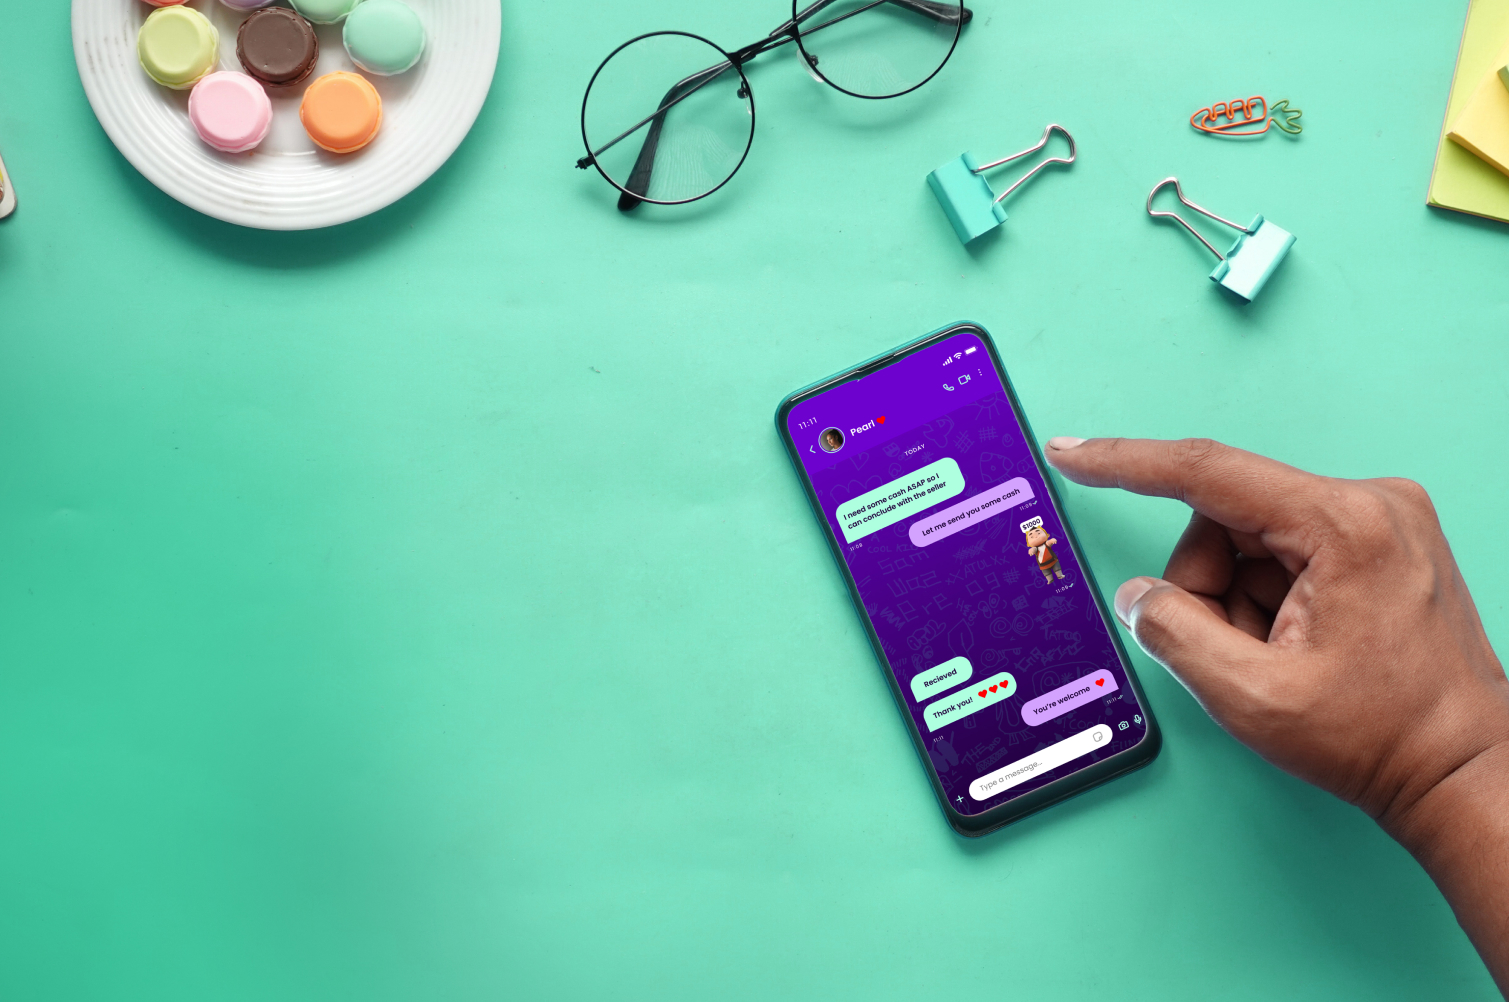 11:11
Pearl
TODAY
I need some cash ASAP so I
can conclude with the seller
11:08
Let me send you some cash
11:09
$1000
11:09
Recieved
Thank you!
11:11
You're welcome
11:11
Type a message...